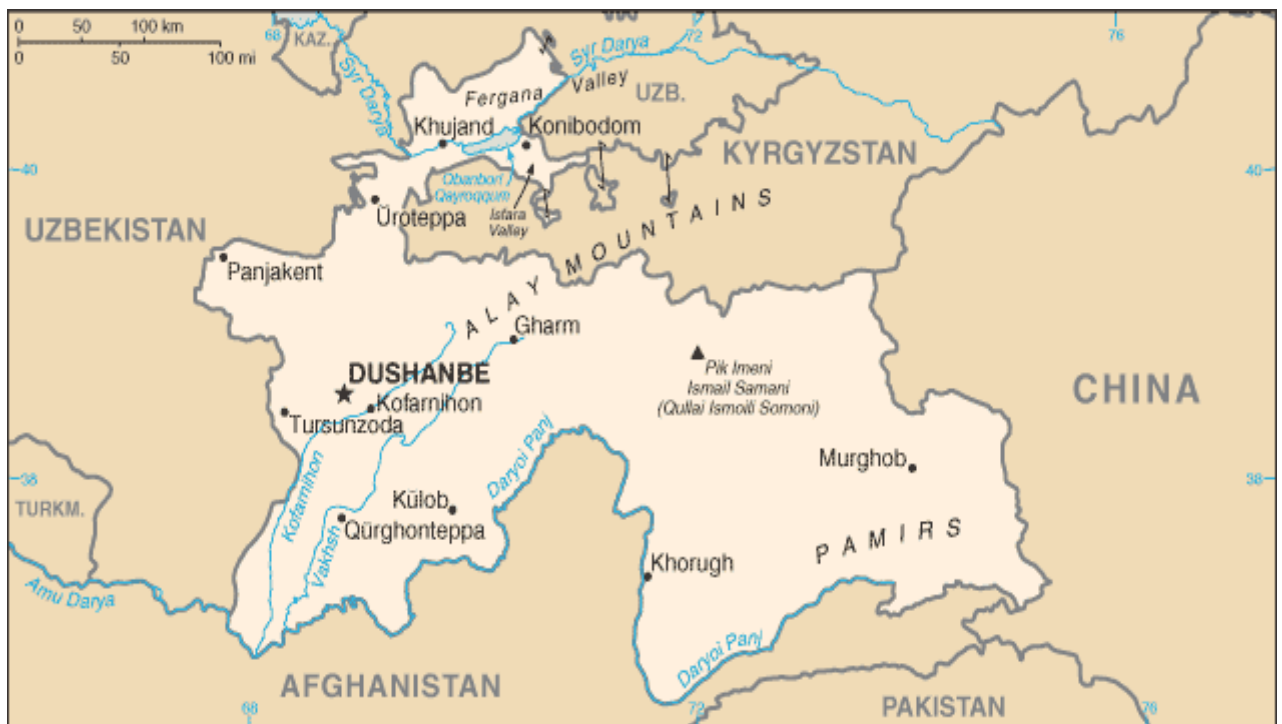 0 50 100 km
0 50 100 mi
68
KAZ.
72
76
Syr Darya
Syr Darya
Fergana Valley
UZB.
Khujand
Konibodom
KYRGYZSTAN
40
40
Qbanbori
Qayroqqum
Isfara
Valley
UZBEKISTAN
Ŭroteppa
Panjakent
ALAY MOUNTAINS
Gharm
DUSHANBE
Pik Imeni
Ismail Samani
(Qullai Ismoili Somoni)
CHINA
Kofarnihon
Tursunzoda
Daryoi Panj
Murghob
38
38
TURKM.
Kofarnihon
Kŭlob
Qŭrghonteppa
Vakhsh
PAMIRS
Khorugh
Amu Darya
Daryoi Panj
AFGHANISTAN
PAKISTAN
68
72
76